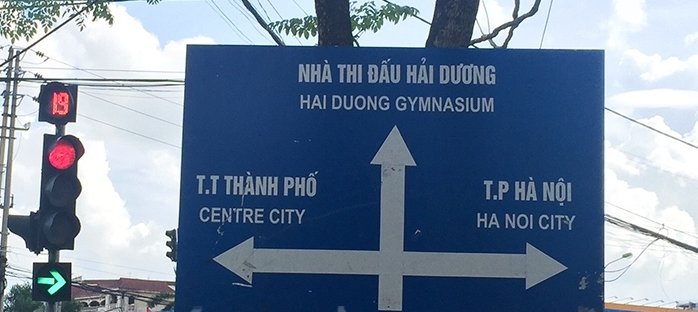 19
NHÀ THI ĐẤU HẢI DƯƠNG
HAI DUONG GYMNASIUM
T.T THÀNH PHỐ
CENTRE CITY
T.P HÀ NỘI
HA NOI CITY